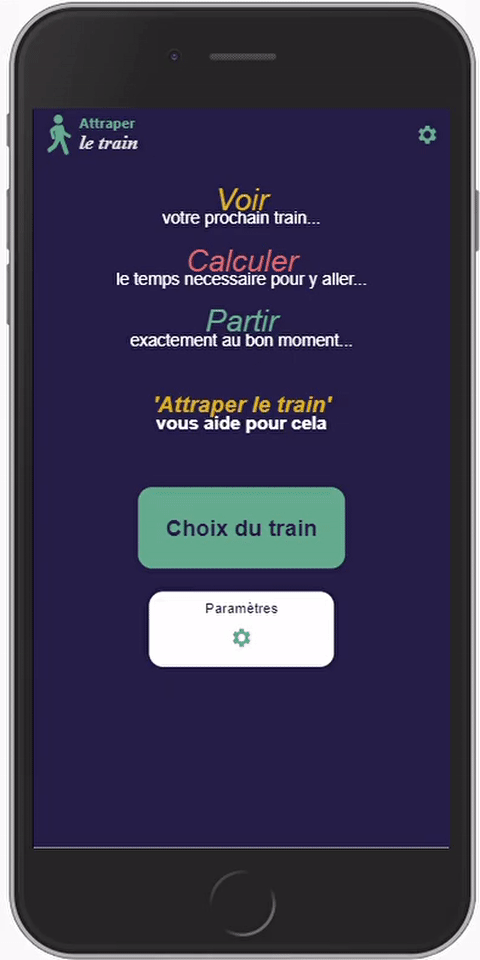 Attraper
le train
Voir
votre prochain train...
Calculer
le temps necessaire pour y aller...
Partir
exactement au bon moment...
'Attraper le train'
vous aide pour cela
Choix du train
Paramètres